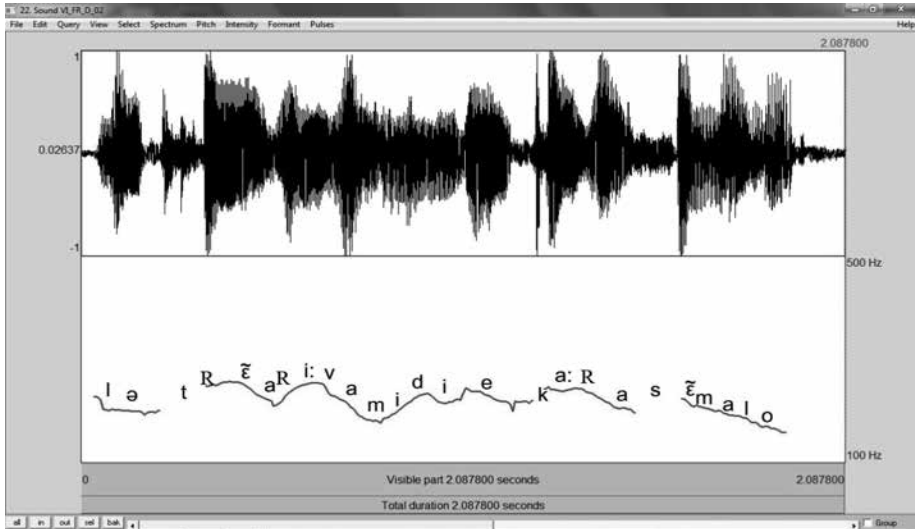 22. Sound VI_FR_D_02
File Edit Query View Select Spectrum Pitch Intensity Formant Pulses Help
2.087800
1
0.02637
-1
500 Hz
l ə t R ɛ̃ a R i: v a m i d i e k a: R a s ɛ̃ m a l o
100 Hz
0 Visible part 2.087800 seconds 2.087800
Total duration 2.087800 seconds
all in out sel bak Group